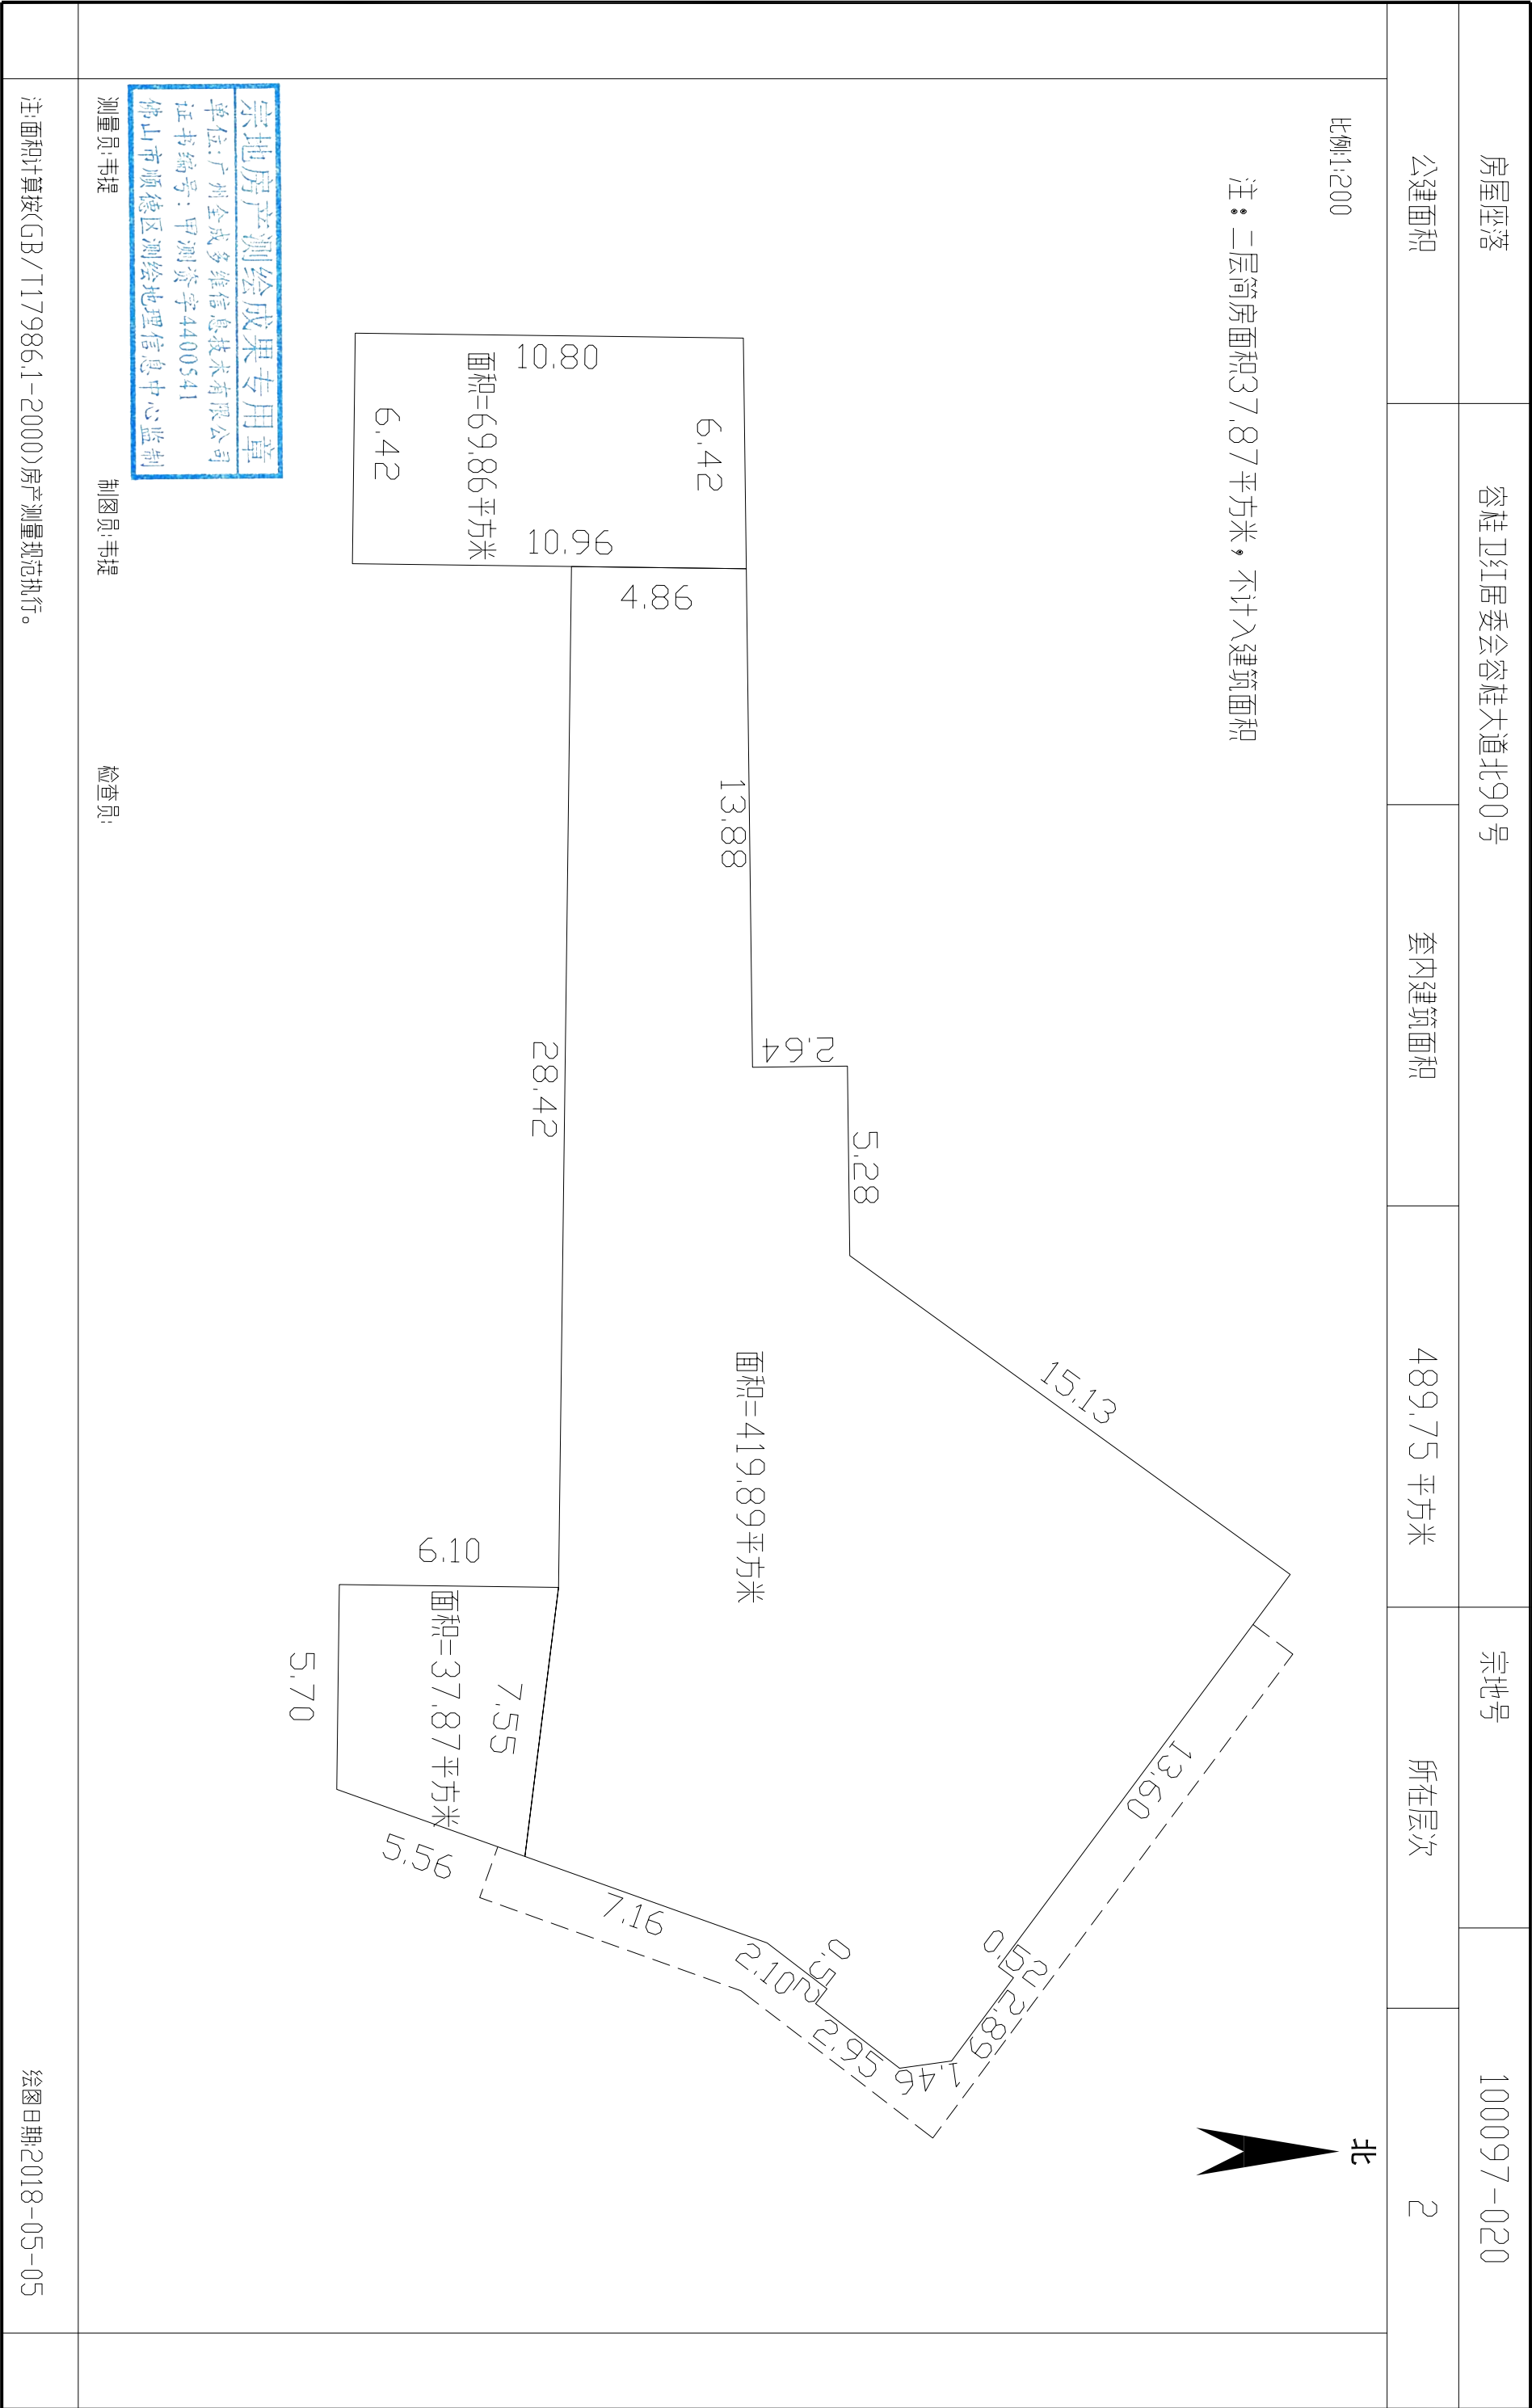 房屋座落 容桂卫红居委会容桂大道北90号 宗地号 100097-020
公建面积 套内建筑面积 489.75 平方米 所在层次 2
比例:1:200
北
注：二层简房面积37.87平方米，不计入建筑面积
15.13
13.60
0.52
2.89
1.46
5.28
2.64
13.88
6.42
面积=419.89平方米
2.95
0.52
2.10
7.16
4.86
10.80
10.96
面积=69.86平方米
28.42
7.55
6.10
面积=37.87平方米
6.42
5.56
5.70
宗地房产测绘成果专用章
单位:广州全成多维信息技术有限公司
证书编号:甲测资字4400541
佛山市顺德区测绘地理信息中心监制
测量员:韦提 制图员:韦提 检查员:
注:面积计算按(GB/T17986.1-2000)房产测量规范执行。 绘图日期:2018-05-05